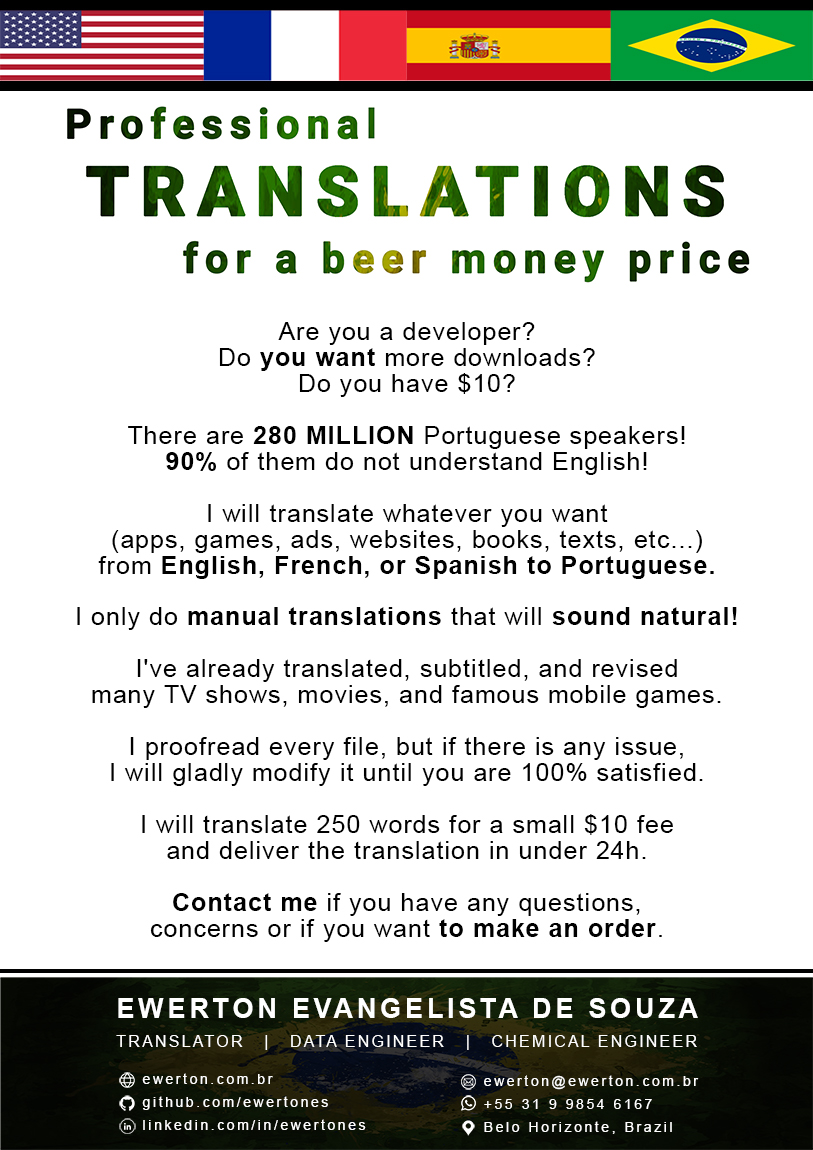 Professional
TRANSLATIONS
for a beer money price
Are you a developer?
Do you want more downloads?
Do you have $10?
There are 280 MILLION Portuguese speakers!
90% of them do not understand English!
I will translate whatever you want
(apps, games, ads, websites, books, texts, etc...)
from English, French, or Spanish to Portuguese.
I only do manual translations that will sound natural!
I've already translated, subtitled, and revised
many TV shows, movies, and famous mobile games.
I proofread every file, but if there is any issue,
I will gladly modify it until you are 100% satisfied.
I will translate 250 words for a small $10 fee
and deliver the translation in under 24h.
Contact me if you have any questions,
concerns or if you want to make an order.
EWERTON EVANGELISTA DE SOUZA
TRANSLATOR | DATA ENGINEER | CHEMICAL ENGINEER
ewerton.com.br
github.com/ewertones
linkedin.com/in/ewertones
ewerton@ewerton.com.br
+55 31 9 9854 6167
Belo Horizonte, Brazil